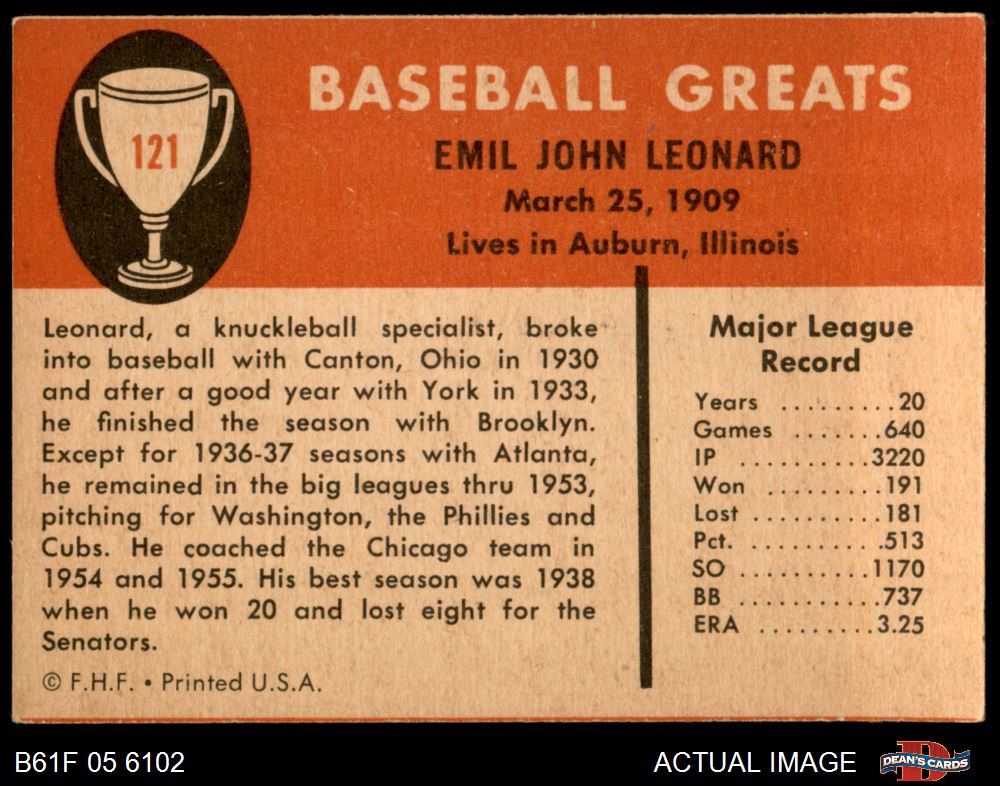 121
BASEBALL GREATS
EMIL JOHN LEONARD
March 25, 1909
Lives in Auburn, Illinois
Leonard, a knuckleball specialist, broke
into baseball with Canton, Ohio in 1930
and after a good year with York in 1933,
he finished the season with Brooklyn.
Except for 1936-37 seasons with Atlanta,
he remained in the big leagues thru 1953,
pitching for Washington, the Phillies and
Cubs. He coached the Chicago team in
1954 and 1955. His best season was 1938
when he won 20 and lost eight for the
Senators.
© F.H.F. • Printed U.S.A.
Major League
Record
Years .........20
Games .......640
IP ..........3220
Won .........191
Lost ..........181
Pct. ..........513
SO ..........1170
BB ..........737
ERA .........3.25
B61F 05 6102
ACTUAL IMAGE
D
DEAN'S CARDS